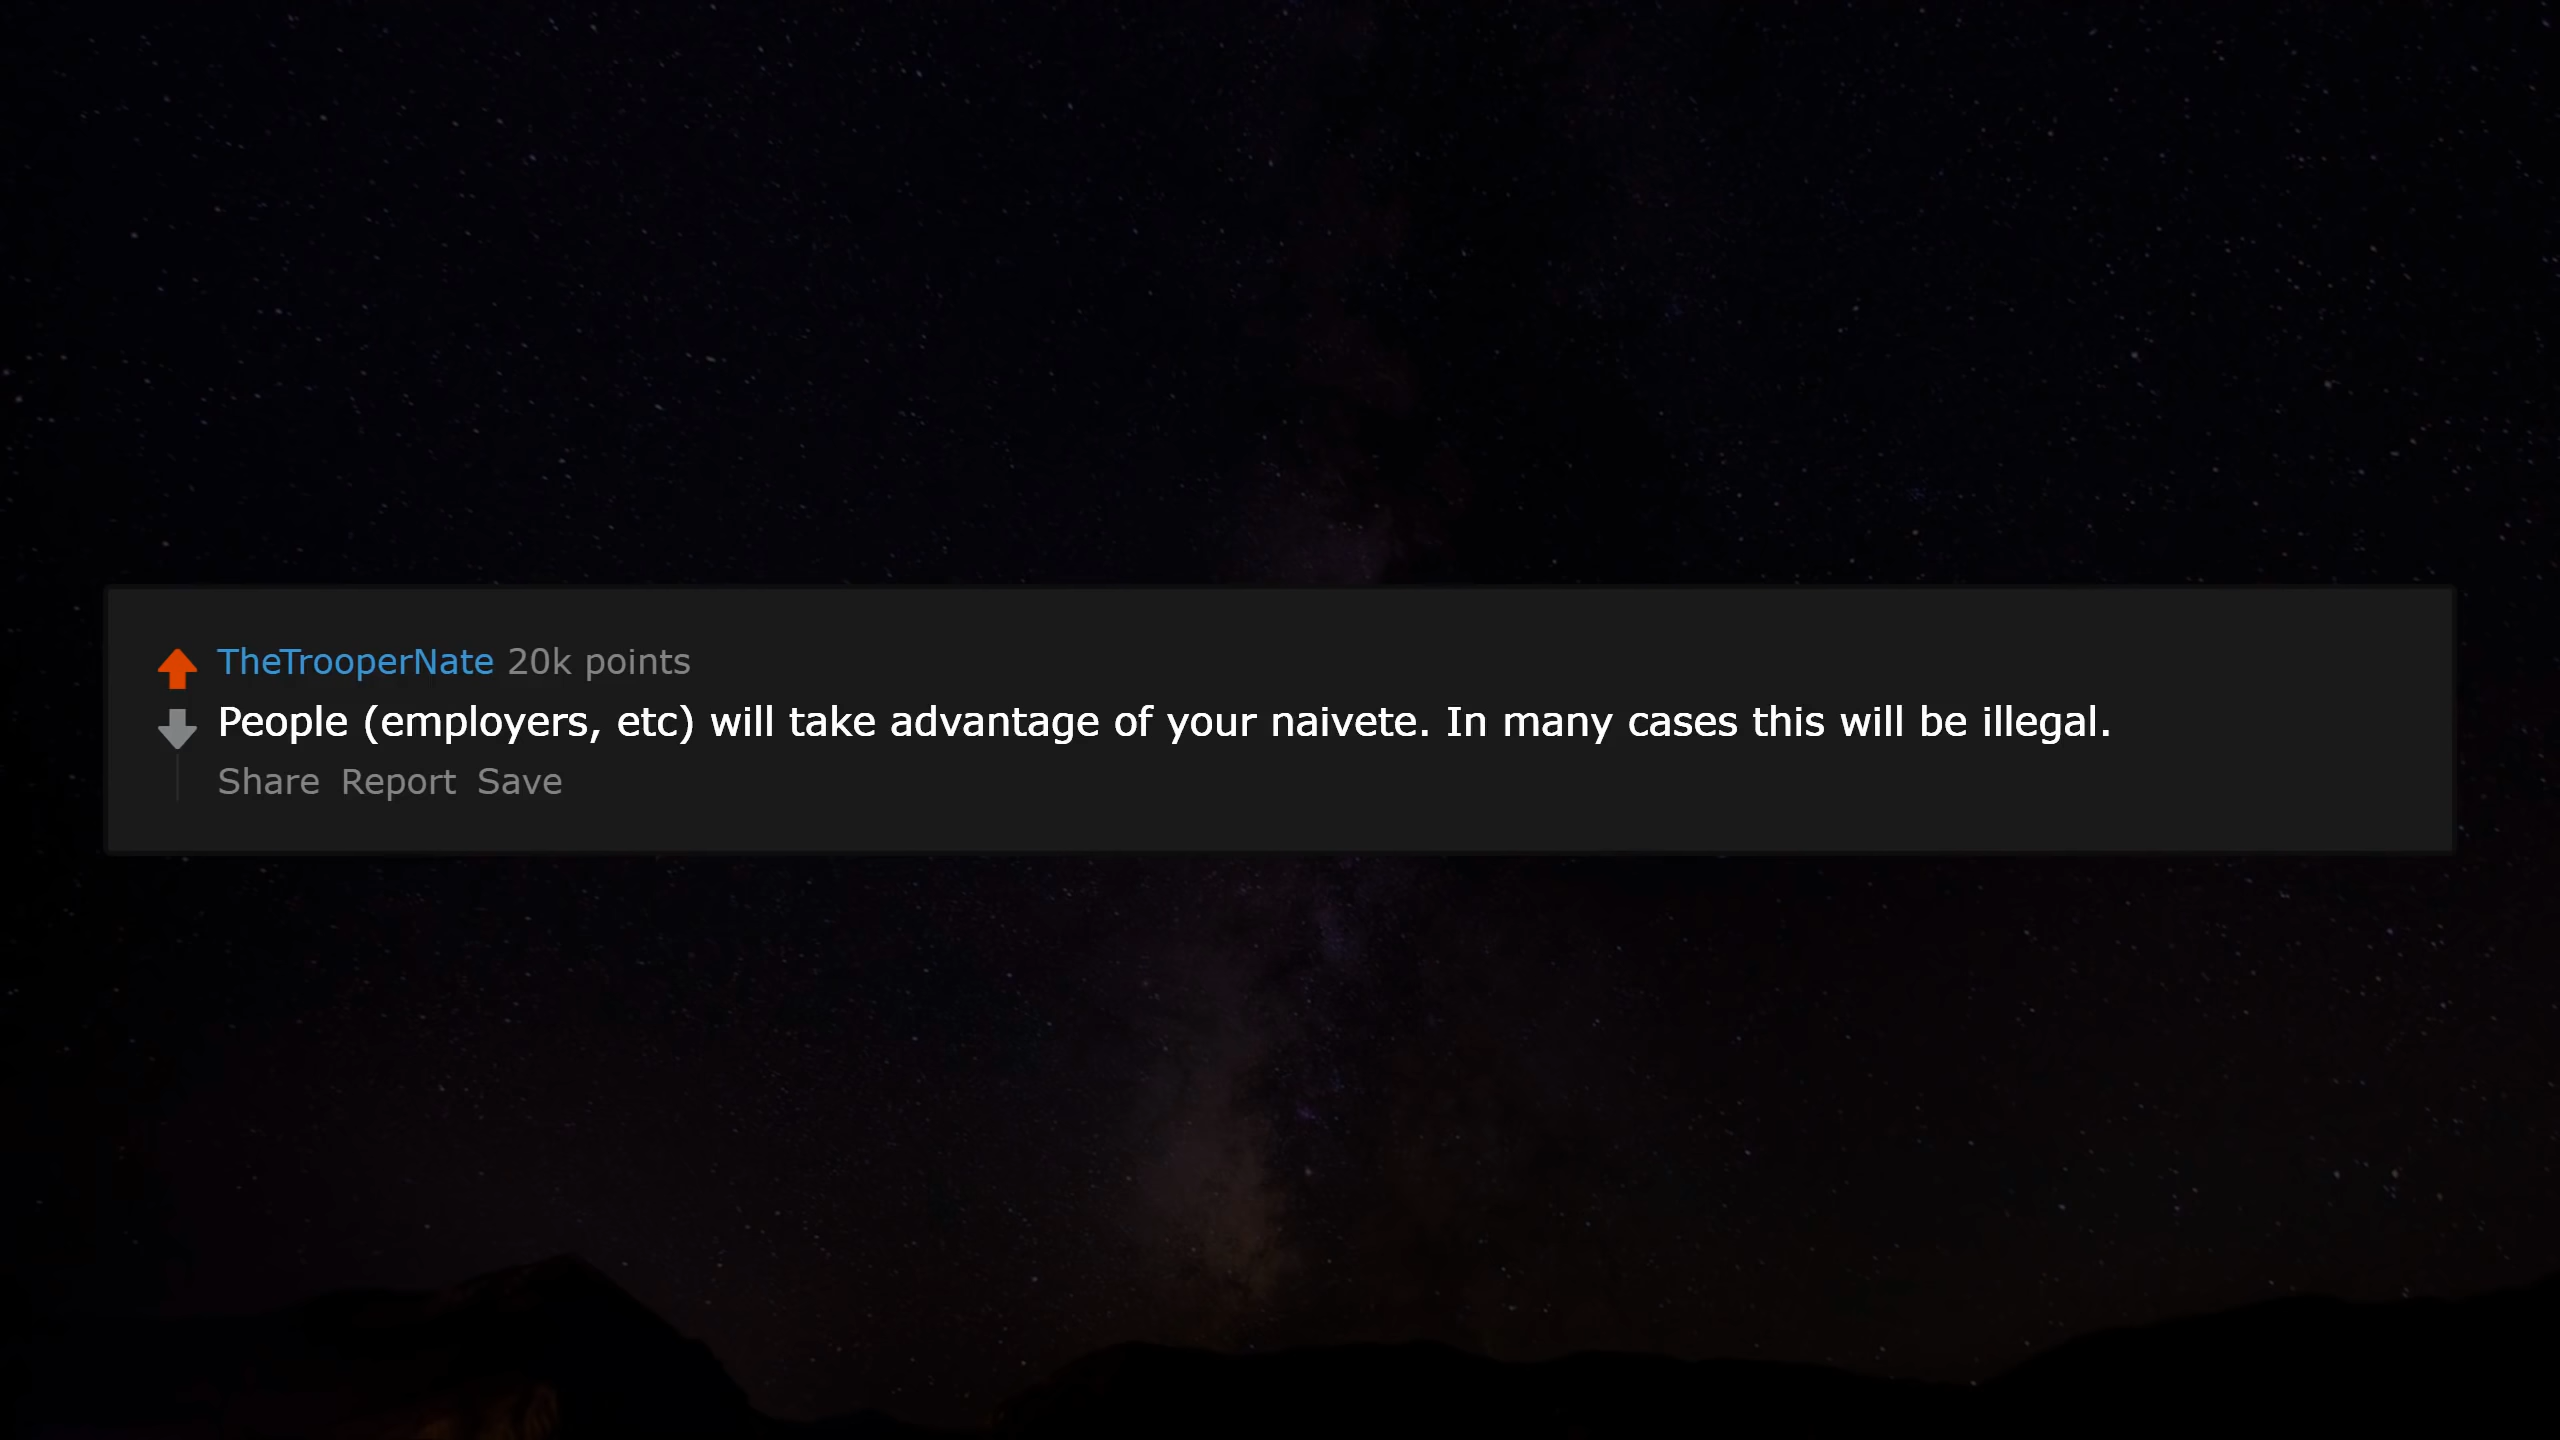 TheTrooperNate 20k points
People (employers, etc) will take advantage of your naivete. In many cases this will be illegal.
Share Report Save